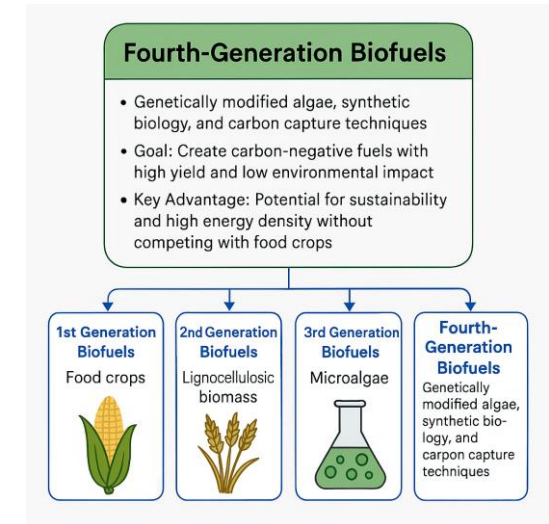 Fourth-Generation Biofuels
• Genetically modified algae, synthetic
biology, and carbon capture techniques
• Goal: Create carbon-negative fuels with
high yield and low environmental impact
• Key Advantage: Potential for sustainability
and high energy density without
competing with food crops
1st Generation
Biofuels
Food crops
2nd Generation
Biofuels
Lignocellulosic
biomass
3rd Generation
Biofuels
Microalgae
Fourth-
Generation
Biofuels
Genetically
modified algae,
synthetic bio-
logy, and
carpon capture
techniques